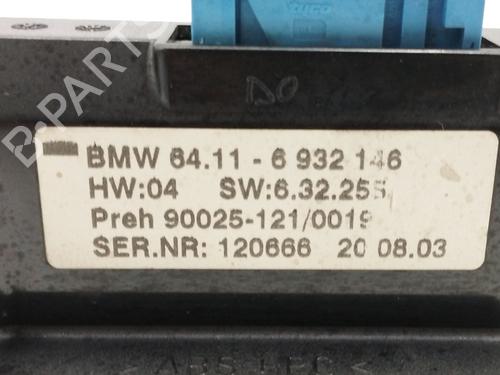 tyco
B-PARTS
BMW 64.11 - 6 932 146
HW:04 SW:6.32.255
Preh 90025-121/0019
SER.NR: 120666 20 08.03